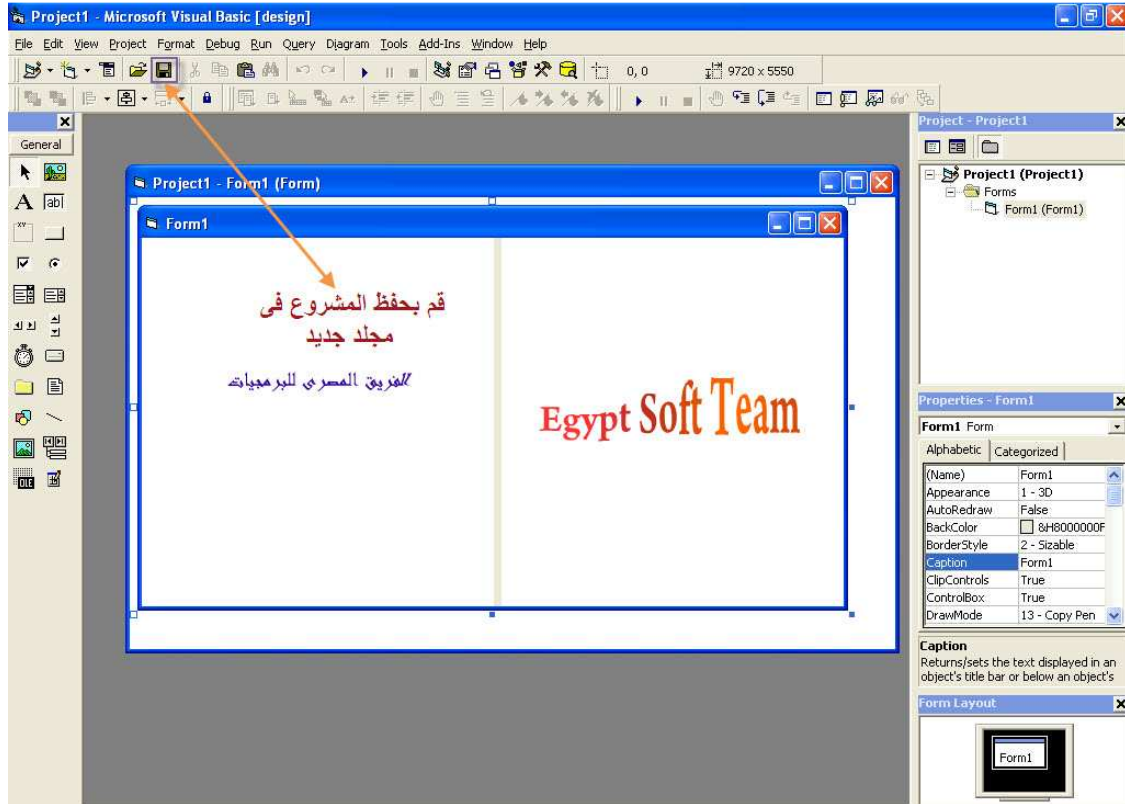 Project1 - Microsoft Visual Basic [design]
File Edit View Project Format Debug Run Query Diagram Tools Add-Ins Window Help
0, 0 9720 x 5550
General
Project - Project1
Project1 (Project1)
Forms
Form1 (Form1)
Project1 - Form1 (Form)
Form1
قم بحفظ المشروع فى
مجلد جديد
الفريق المصرى للبرمجيات
Egypt Soft Team
Properties - Form1
Form1 Form
Alphabetic Categorized
(Name) Form1
Appearance 1 - 3D
AutoRedraw False
BackColor &H8000000F
BorderStyle 2 - Sizable
Caption Form1
ClipControls True
ControlBox True
DrawMode 13 - Copy Pen
Caption
Returns/sets the text displayed in an
object's title bar or below an object's
Form Layout
Form1